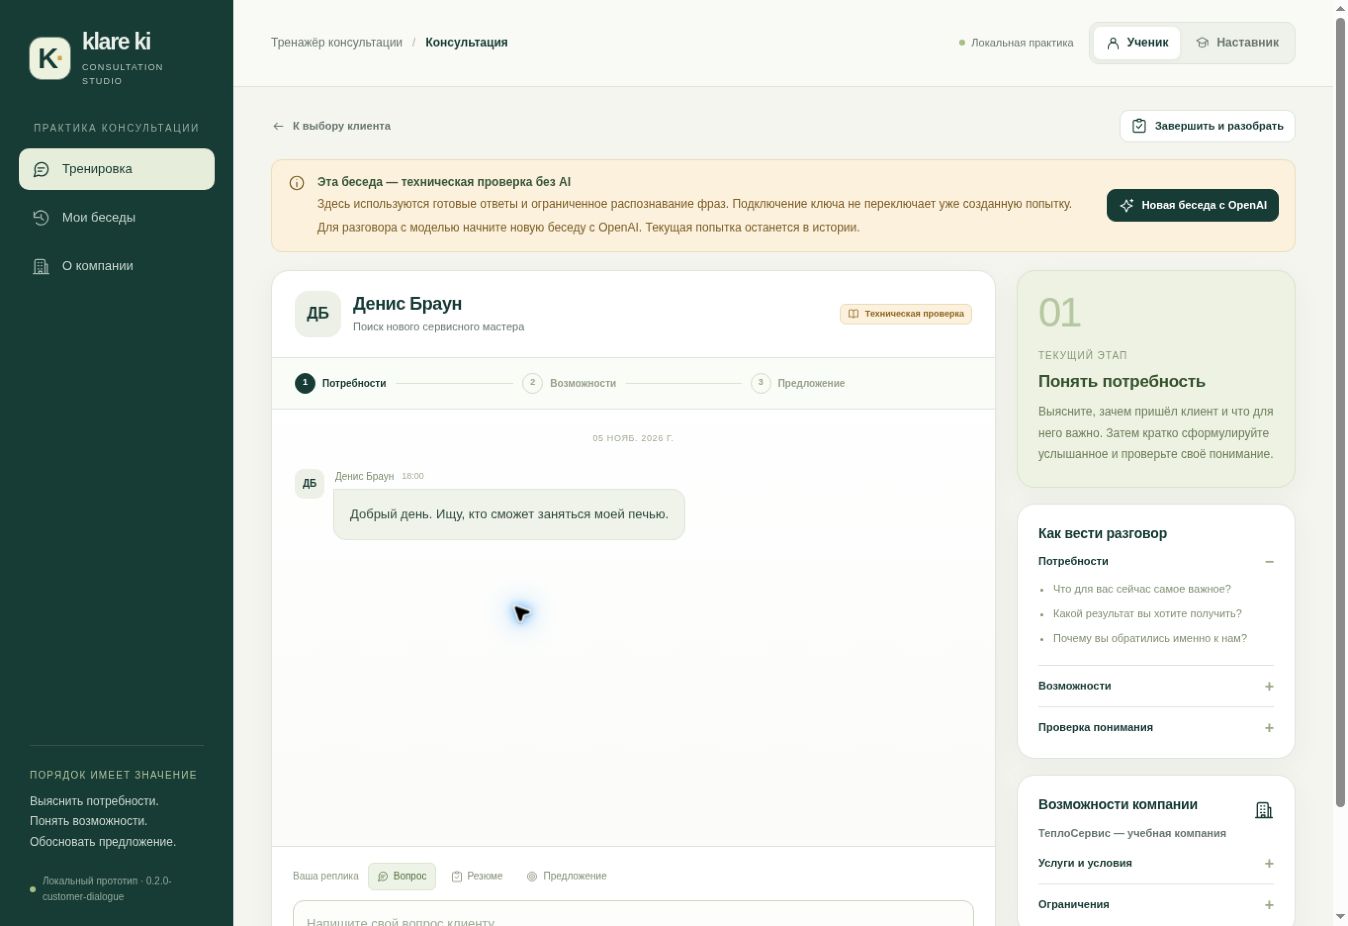 K
klare ki
CONSULTATION
STUDIO
ПРАКТИКА КОНСУЛЬТАЦИИ
Тренировка
Мои беседы
О компании
ПОРЯДОК ИМЕЕТ ЗНАЧЕНИЕ
Выяснить потребности.
Понять возможности.
Обосновать предложение.
Локальный прототип · 0.2.0-
customer-dialogue
Тренажёр консультации / Консультация
Локальная практика
Ученик
Наставник
← К выбору клиента
Завершить и разобрать
Эта беседа — техническая проверка без AI
Здесь используются готовые ответы и ограниченное распознавание фраз. Подключение ключа не переключает уже созданную попытку.
Для разговора с моделью начните новую беседу с OpenAI. Текущая попытка останется в истории.
Новая беседа с OpenAI
ДБ
Денис Браун
Поиск нового сервисного мастера
Техническая проверка
1 Потребности
2 Возможности
3 Предложение
05 НОЯБ. 2026 Г.
ДБ
Денис Браун 18:00
Добрый день. Ищу, кто сможет заняться моей печью.
Ваша реплика
Вопрос
Резюме
Предложение
Напишите свой вопрос клиенту
01
ТЕКУЩИЙ ЭТАП
Понять потребность
Выясните, зачем пришёл клиент и что для
него важно. Затем кратко сформулируйте
услышанное и проверьте своё понимание.
Как вести разговор
Потребности −
• Что для вас сейчас самое важное?
• Какой результат вы хотите получить?
• Почему вы обратились именно к нам?
Возможности +
Проверка понимания +
Возможности компании
ТеплоСервис — учебная компания
Услуги и условия +
Ограничения +